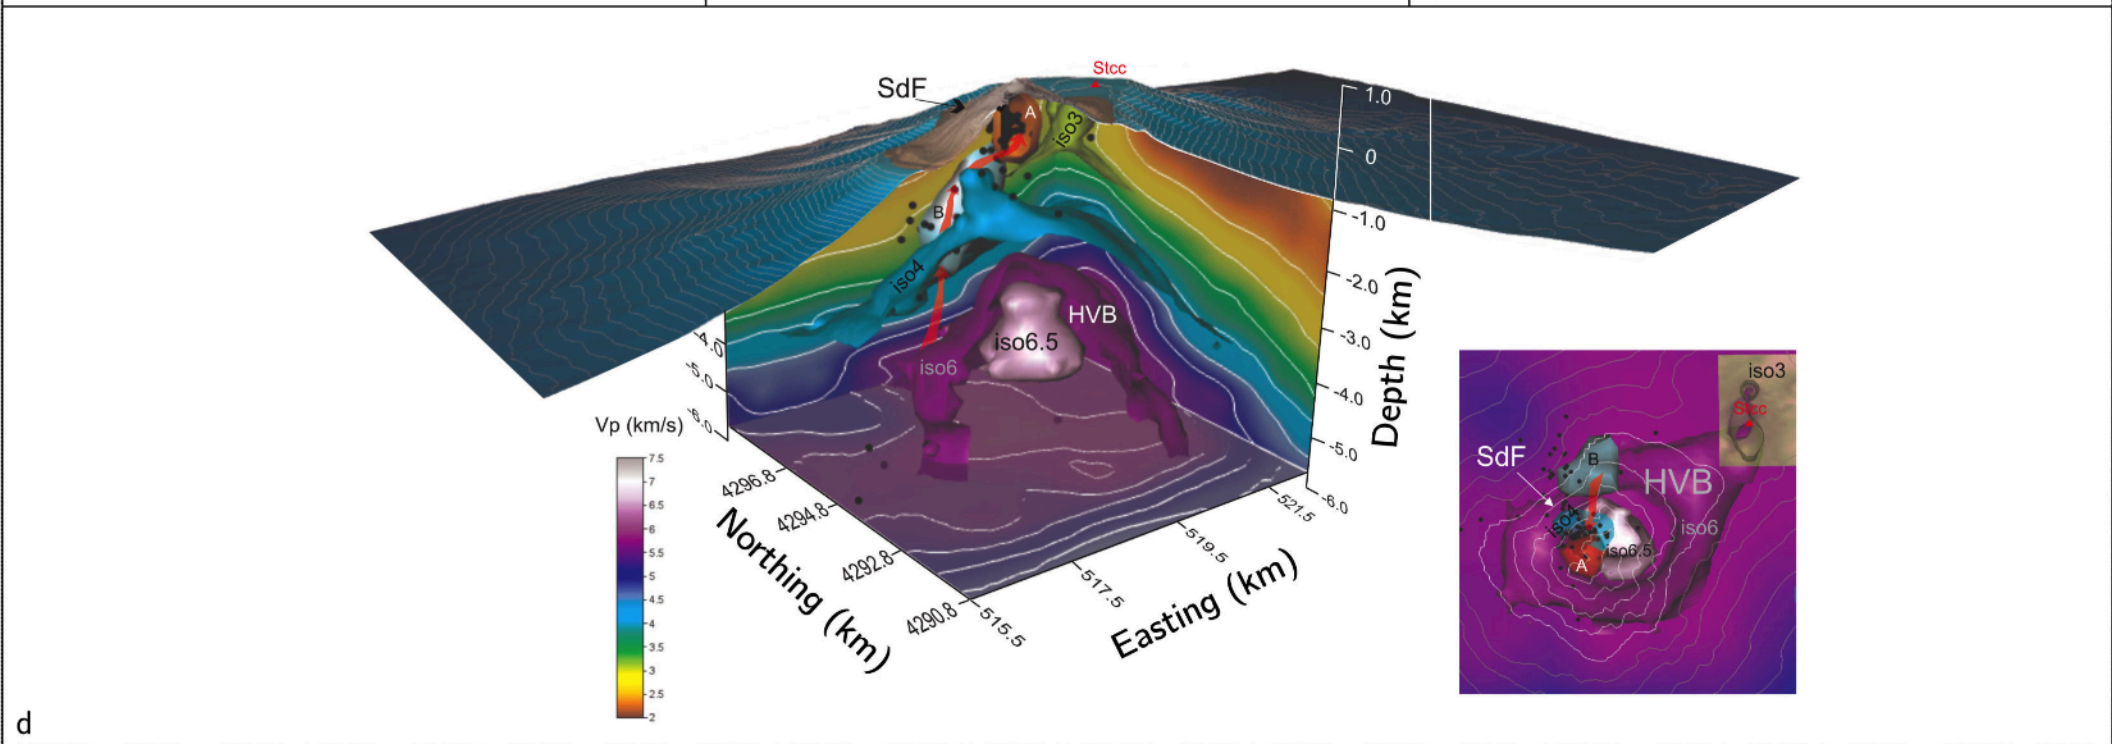 Stcc
SdF
A
iso3
1.0
0
-1.0
-2.0
-3.0
-4.0
-5.0
-6.0
Depth (km)
B
iso4
HVB
iso6.5
iso6
-4.0
-5.0
-6.0
4296.8
4294.8
4292.8
4290.8
Northing (km)
515.5
517.5
519.5
521.5
Easting (km)
Vp (km/s)
7.5
7
6.5
6
5.5
5
4.5
4
3.5
3
2.5
2
iso3
Stcc
SdF
B
HVB
iso4
iso6
iso6.5
A
d